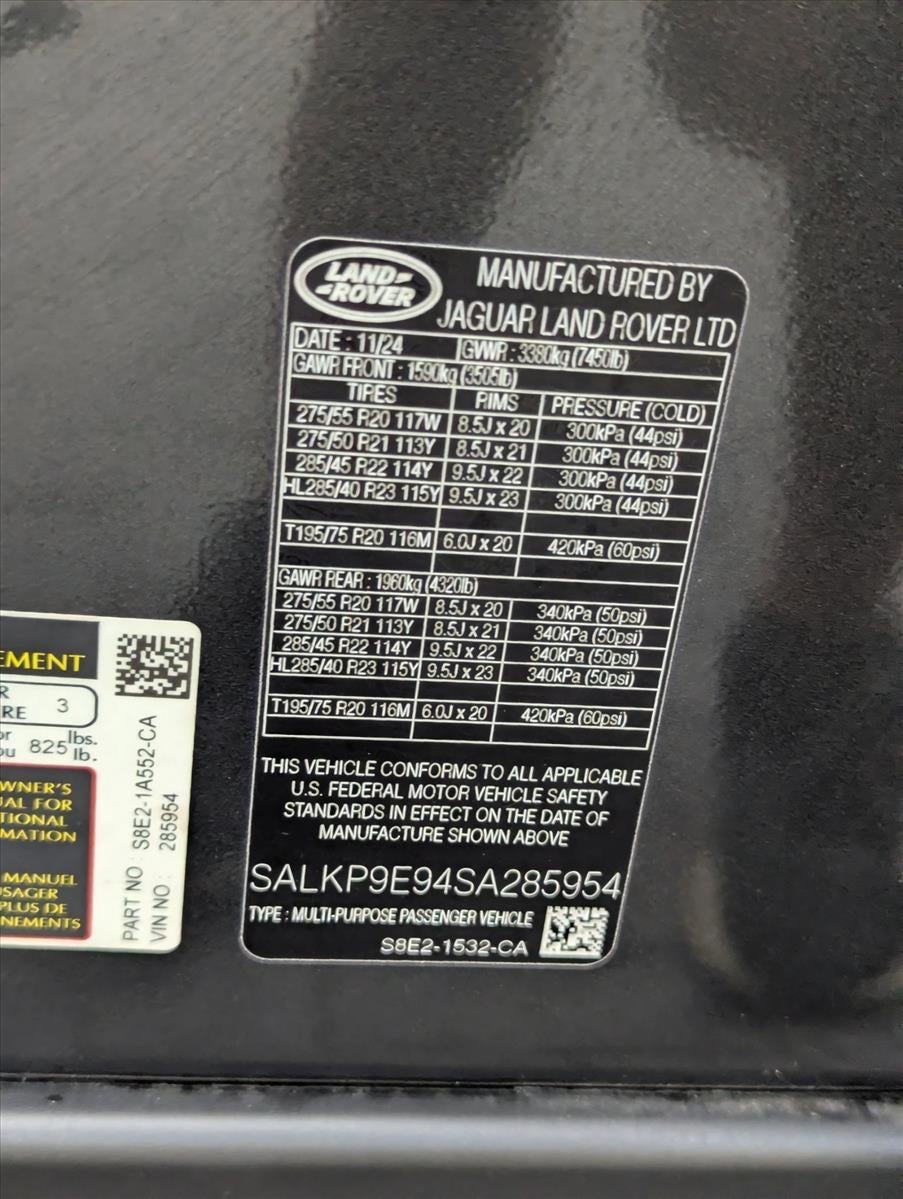 LAND
ROVER
MANUFACTURED BY
JAGUAR LAND ROVER LTD
DATE : 11/24 GVWR : 3380kg (7450lb)
GAWR FRONT : 1590kg (3505lb)
TIRES RIMS PRESSURE (COLD)
275/55 R20 117W 8.5J x 20 300kPa (44psi)
275/50 R21 113Y 8.5J x 21 300kPa (44psi)
285/45 R22 114Y 9.5J x 22 300kPa (44psi)
HL285/40 R23 115Y 9.5J x 23 300kPa (44psi)
T195/75 R20 116M 6.0J x 20 420kPa (60psi)
GAWR REAR : 1960kg (4320lb)
275/55 R20 117W 8.5J x 20 340kPa (50psi)
275/50 R21 113Y 8.5J x 21 340kPa (50psi)
285/45 R22 114Y 9.5J x 22 340kPa (50psi)
HL285/40 R23 115Y 9.5J x 23 340kPa (50psi)
T195/75 R20 116M 6.0J x 20 420kPa (60psi)
THIS VEHICLE CONFORMS TO ALL APPLICABLE
U.S. FEDERAL MOTOR VEHICLE SAFETY
STANDARDS IN EFFECT ON THE DATE OF
MANUFACTURE SHOWN ABOVE
SALKP9E94SA285954
TYPE : MULTI-PURPOSE PASSENGER VEHICLE
S8E2-1532-CA
EMENT
R
RE 3
or lbs.
ou 825 lb.
WNER'S
UAL FOR
TIONAL
MATION
MANUEL
USAGER
PLUS DE
NEMENTS
PART NO : S8E2-1A552-CA
VIN NO : 285954